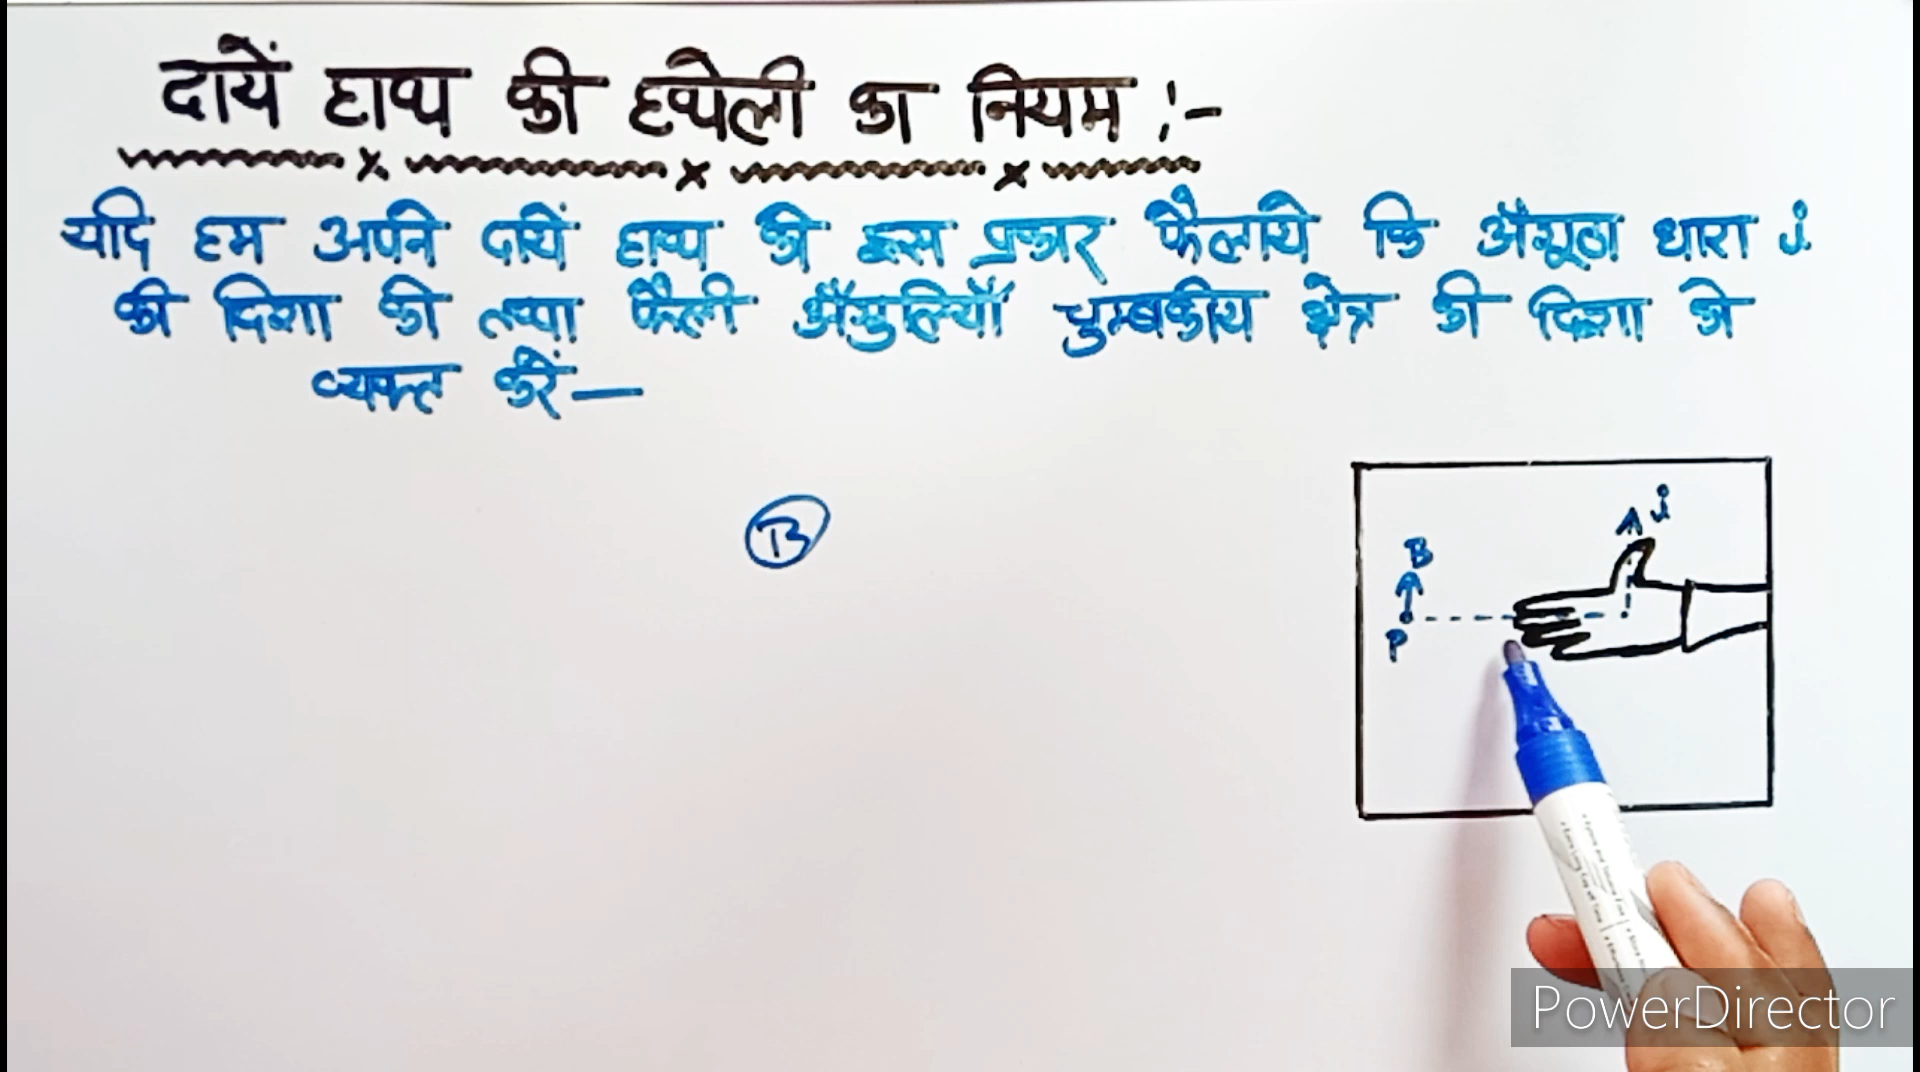 दायें हाथ की हथेली का नियम :-
यदि हम अपने दायें हाथ को इस प्रकार फैलाये कि अँगूठा धारा i
की दिशा की तथा फैली अँगुलियाँ चुम्बकीय क्षेत्र की दिशा को
व्यक्त करें —
B
i
B
P
PowerDirector